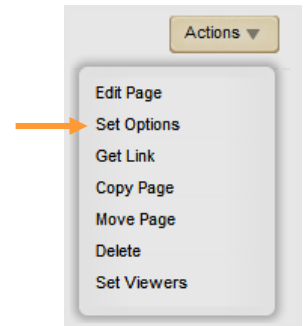 Actions
Edit Page
Set Options
Get Link
Copy Page
Move Page
Delete
Set Viewers